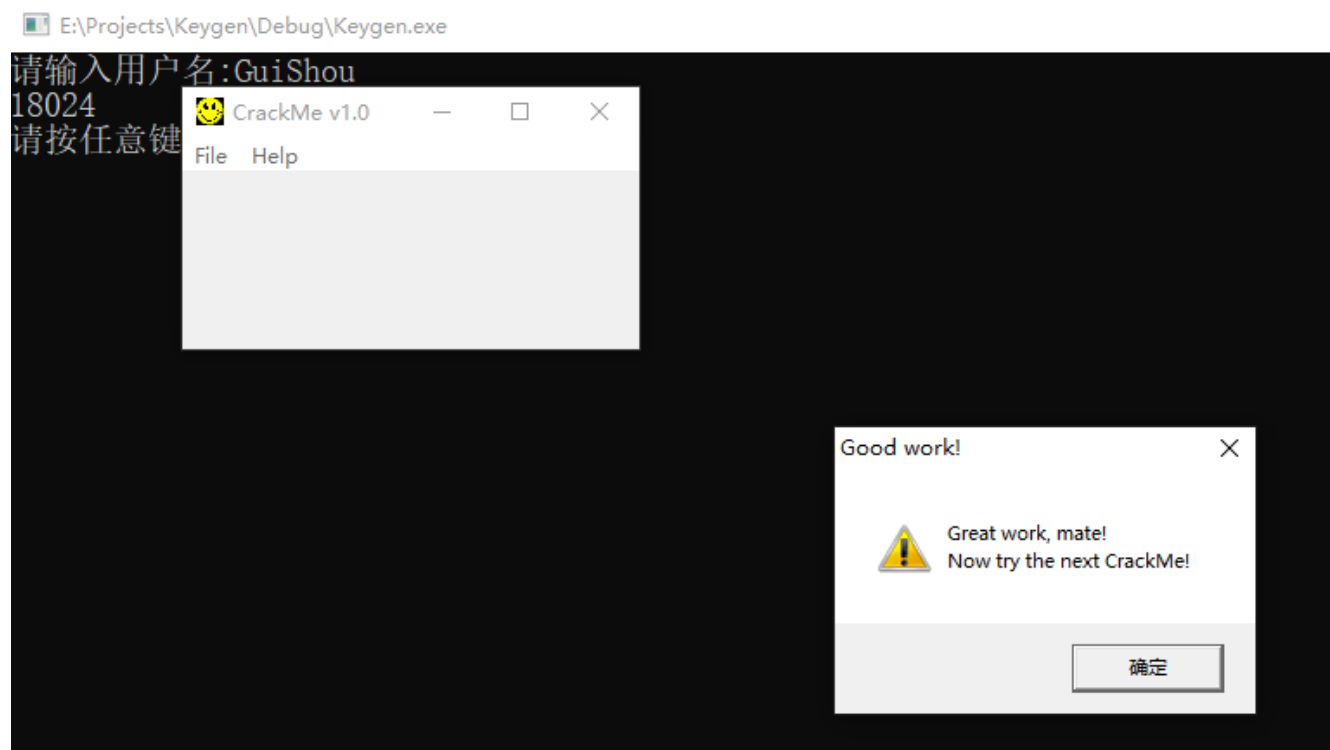 E:\Projects\Keygen\Debug\Keygen.exe
请输入用户名:GuiShou
18024
请按任意键
CrackMe v1.0
File Help
Good work!
Great work, mate!
Now try the next CrackMe!
确定